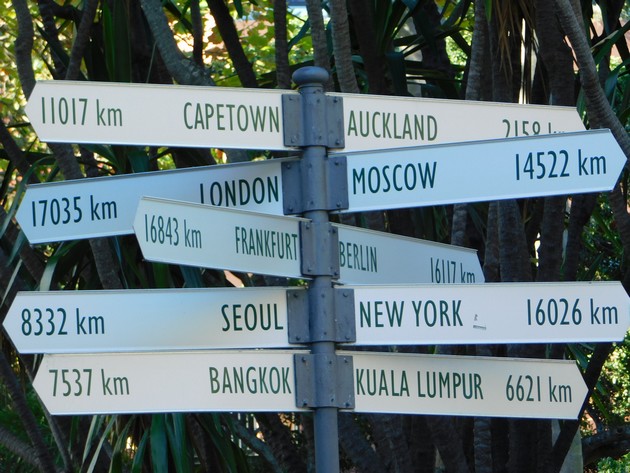 11017 km CAPETOWN
AUCKLAND 2158
17035 km LONDON
MOSCOW 14522 km
16843 km FRANKFURT
BERLIN 16117 km
8332 km SEOUL
NEW YORK 16026 km
7537 km BANGKOK
KUALA LUMPUR 6621 km